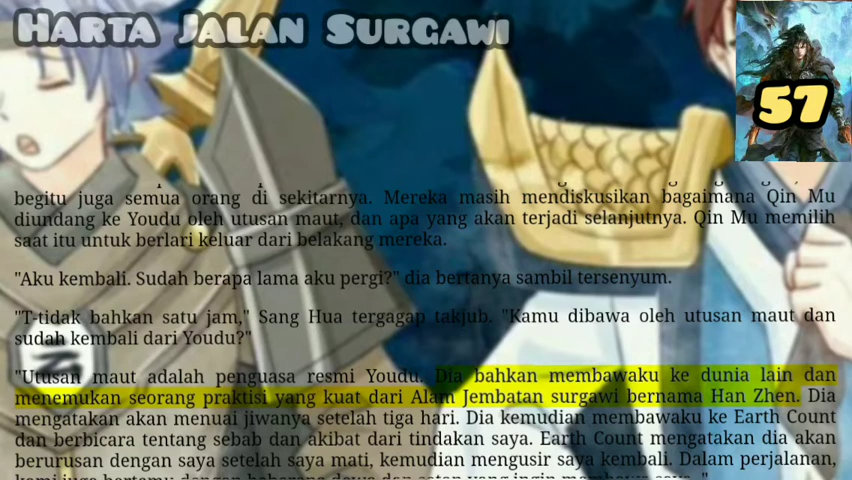 HARTA JALAN SURGAWI
57
begitu juga semua orang di sekitarnya. Mereka masih mendiskusikan bagaimana Qin Mu
diundang ke Youdu oleh utusan maut, dan apa yang akan terjadi selanjutnya. Qin Mu memilih
saat itu untuk berlari keluar dari belakang mereka.
"Aku kembali. Sudah berapa lama aku pergi?" dia bertanya sambil tersenyum.
"T-tidak bahkan satu jam," Sang Hua tergagap takjub. "Kamu dibawa oleh utusan maut dan
sudah kembali dari Youdu?"
"Utusan maut adalah penguasa resmi Youdu. Dia bahkan membawaku ke dunia lain dan
menemukan seorang praktisi yang kuat dari Alam Jembatan surgawi bernama Han Zhen. Dia
mengatakan akan menuai jiwanya setelah tiga hari. Dia kemudian membawaku ke Earth Count
dan berbicara tentang sebab dan akibat dari tindakan saya. Earth Count mengatakan dia akan
berurusan dengan saya setelah saya mati, kemudian mengusir saya kembali. Dalam perjalanan,